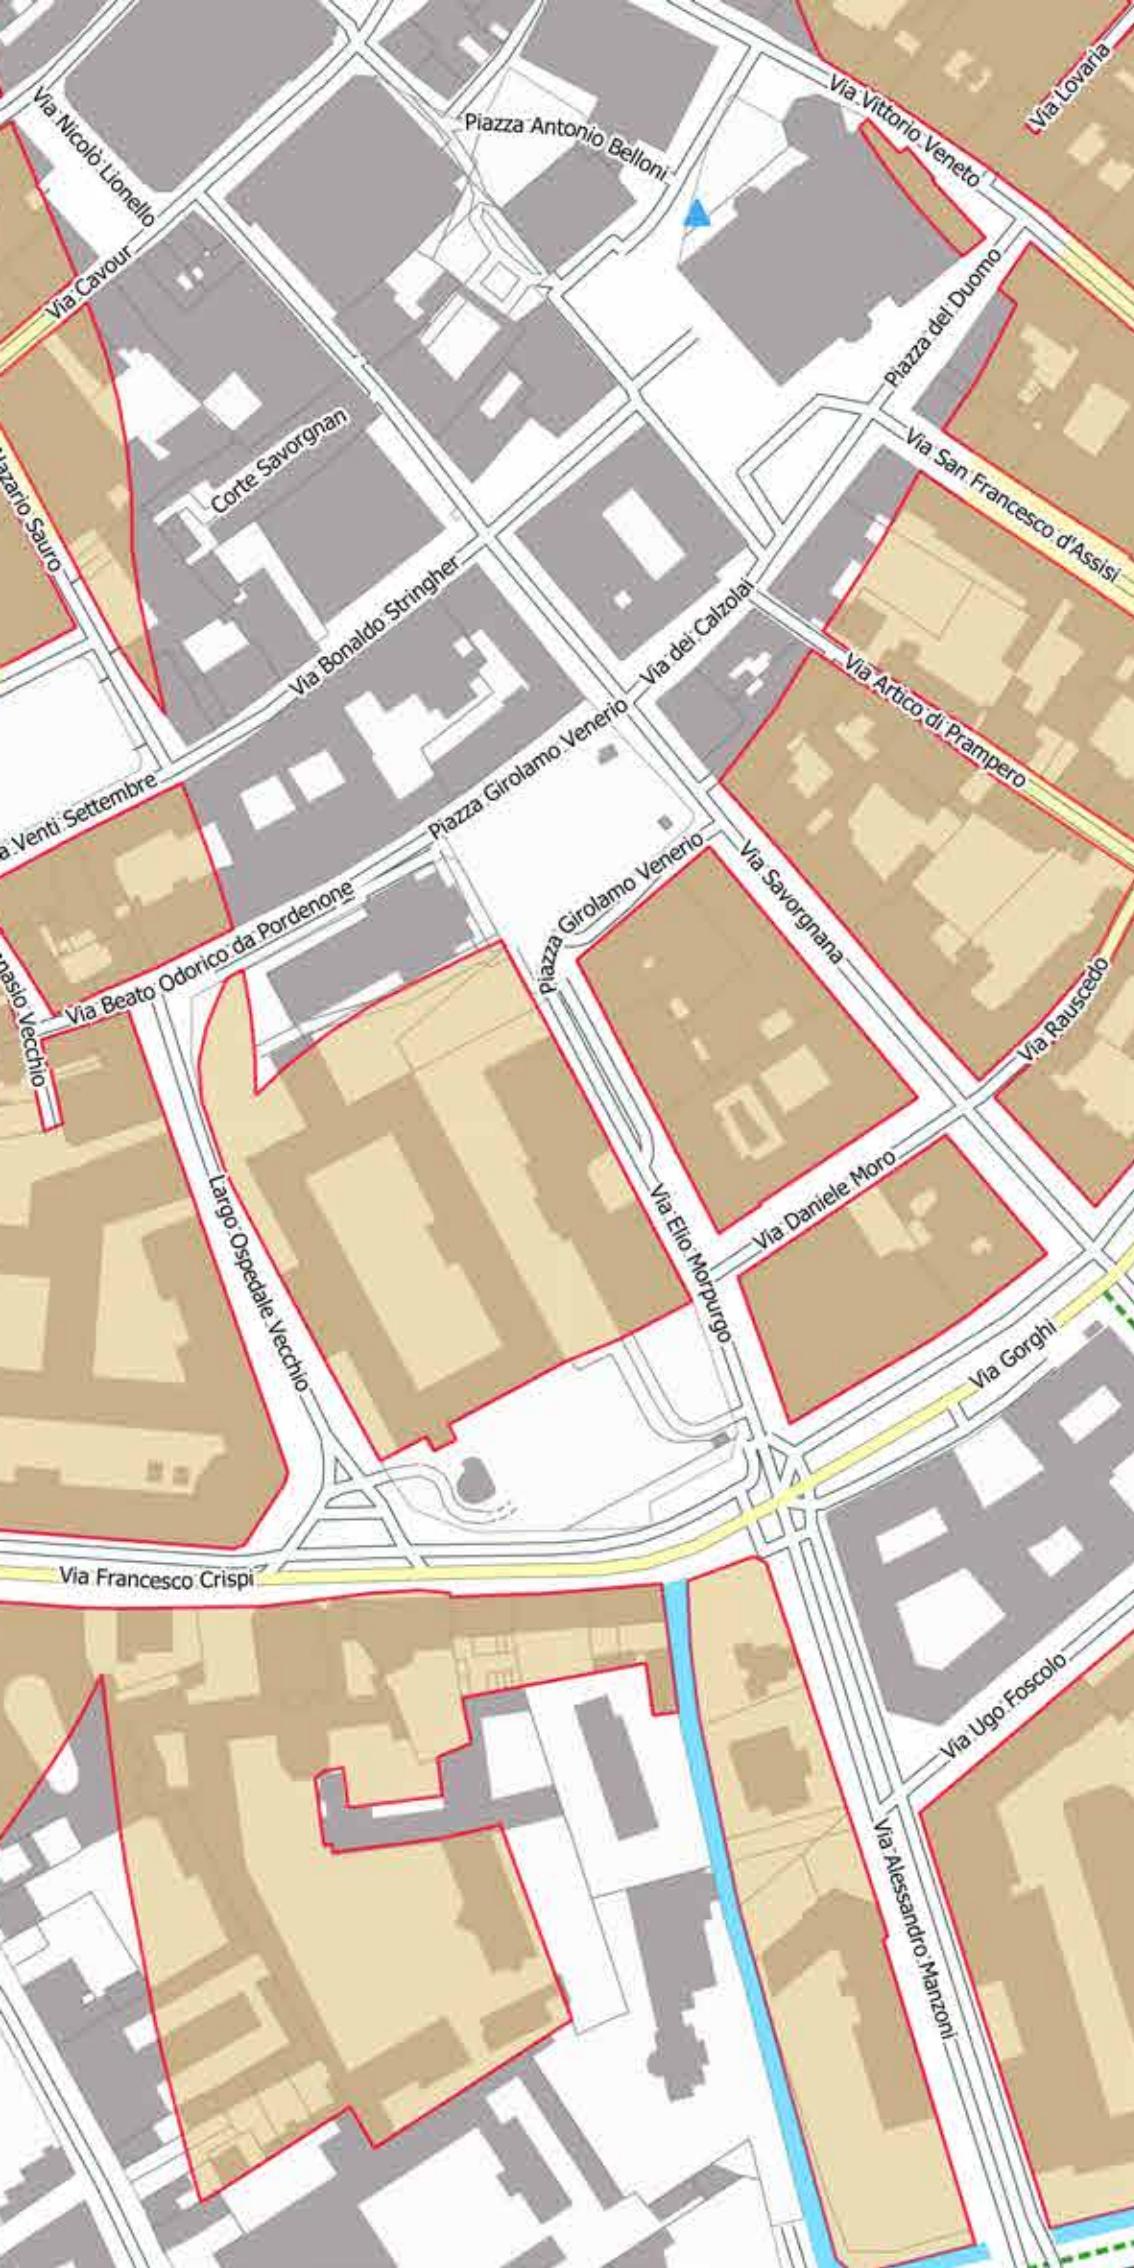 Via Lovaria
Via Vittorio Veneto
Via Nicolò Lionello
Piazza Antonio Belloni
Via Cavour
Piazza del Duomo
Corte Savorgnan
Via San Francesco d'Assisi
Nazario Sauro
Via Bonaldo Stringher
Via dei Calzolai
Via Artico di Prampero
Piazza Girolamo Venerio
Venti Settembre
Piazza Girolamo Venerio
Via Savorgnana
Via Beato Odorico da Pordenone
Vecchio
Via Rauscedo
Via Daniele Moro
Largo Ospedale Vecchio
Via Elio Morpurgo
Via Gorghi
Via Francesco Crispi
Via Ugo Foscolo
Via Alessandro Manzoni